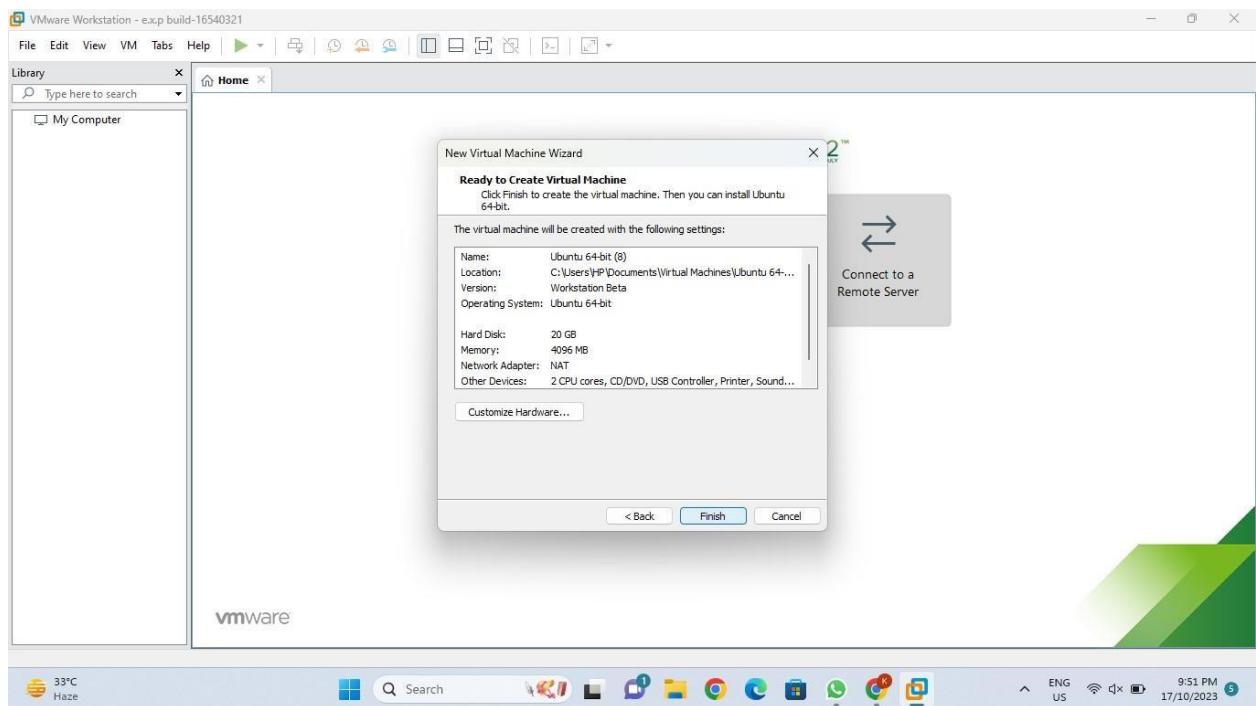 VMware Workstation - e.x.p build-16540321
File Edit View VM Tabs Help
Library
Home
Type here to search
My Computer
2™
New Virtual Machine Wizard
Ready to Create Virtual Machine
Click Finish to create the virtual machine. Then you can install Ubuntu
64-bit.
The virtual machine will be created with the following settings:
Name: Ubuntu 64-bit (8)
Location: C:\Users\HP\Documents\Virtual Machines\Ubuntu 64-...
Version: Workstation Beta
Operating System: Ubuntu 64-bit
Hard Disk: 20 GB
Memory: 4096 MB
Network Adapter: NAT
Other Devices: 2 CPU cores, CD/DVD, USB Controller, Printer, Sound...
Customize Hardware...
< Back Finish Cancel
Connect to a
Remote Server
vmware
33°C
Haze
Search
1
K
ENG
US
9:51 PM
17/10/2023
5